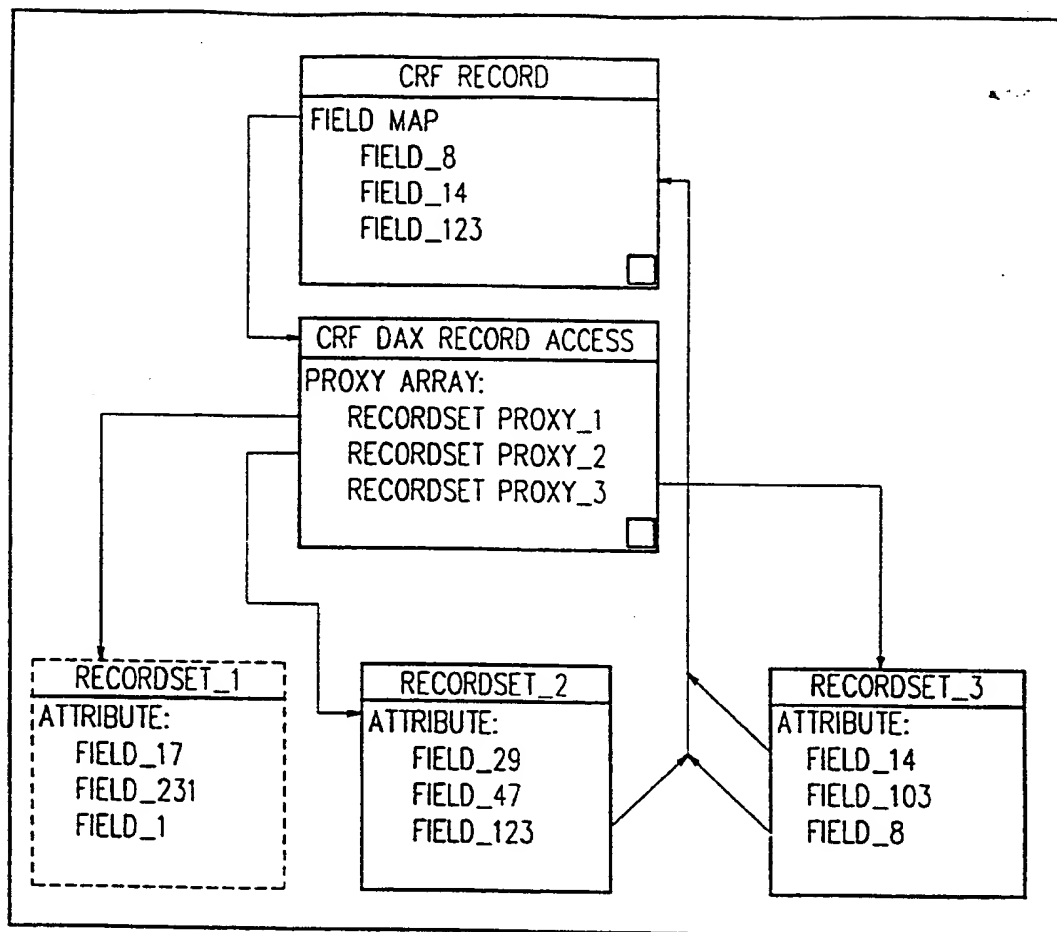 CRF RECORD
FIELD MAP
FIELD_8
FIELD_14
FIELD_123
CRF DAX RECORD ACCESS
PROXY ARRAY:
RECORDSET PROXY_1
RECORDSET PROXY_2
RECORDSET PROXY_3
RECORDSET_1
ATTRIBUTE:
FIELD_17
FIELD_231
FIELD_1
RECORDSET_2
ATTRIBUTE:
FIELD_29
FIELD_47
FIELD_123
RECORDSET_3
ATTRIBUTE:
FIELD_14
FIELD_103
FIELD_8